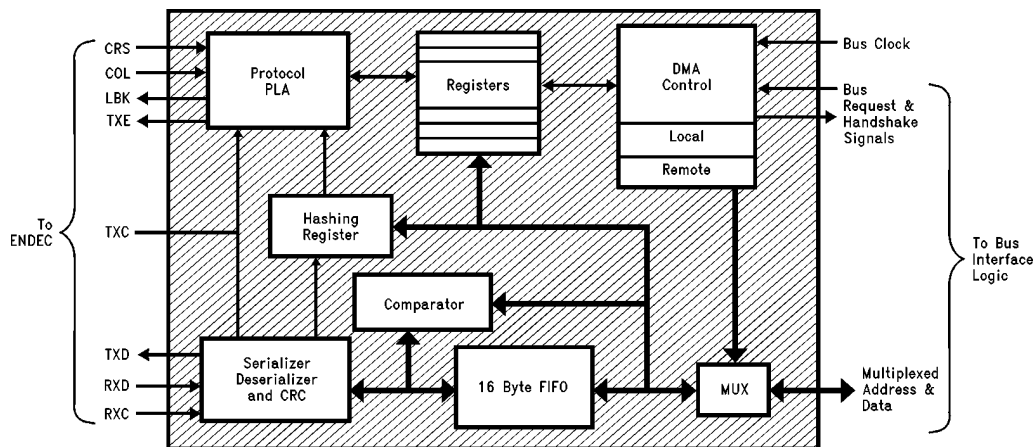 CRS
COL
LBK
TXE
To
ENDEC
TXC
TXD
RXD
RXC
Protocol
PLA
Registers
DMA
Control
Local
Remote
Hashing
Register
Comparator
Serializer
Deserializer
and CRC
16 Byte FIFO
MUX
Bus Clock
Bus
Request &
Handshake
Signals
To Bus
Interface
Logic
Multiplexed
Address &
Data